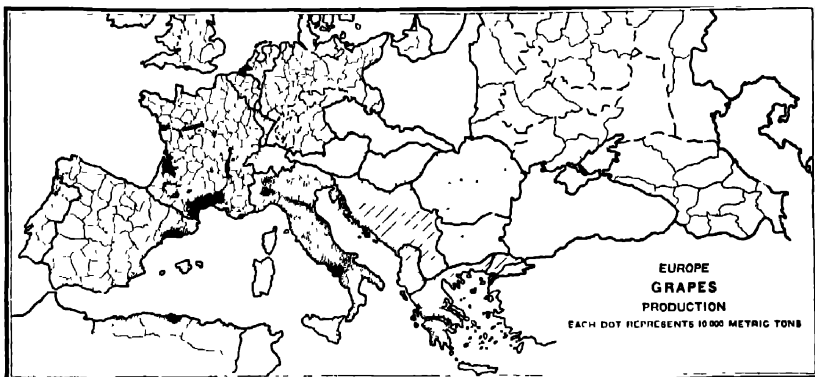 EUROPE
GRAPES
PRODUCTION
EACH DOT REPRESENTS 10 000 METRIC TONS